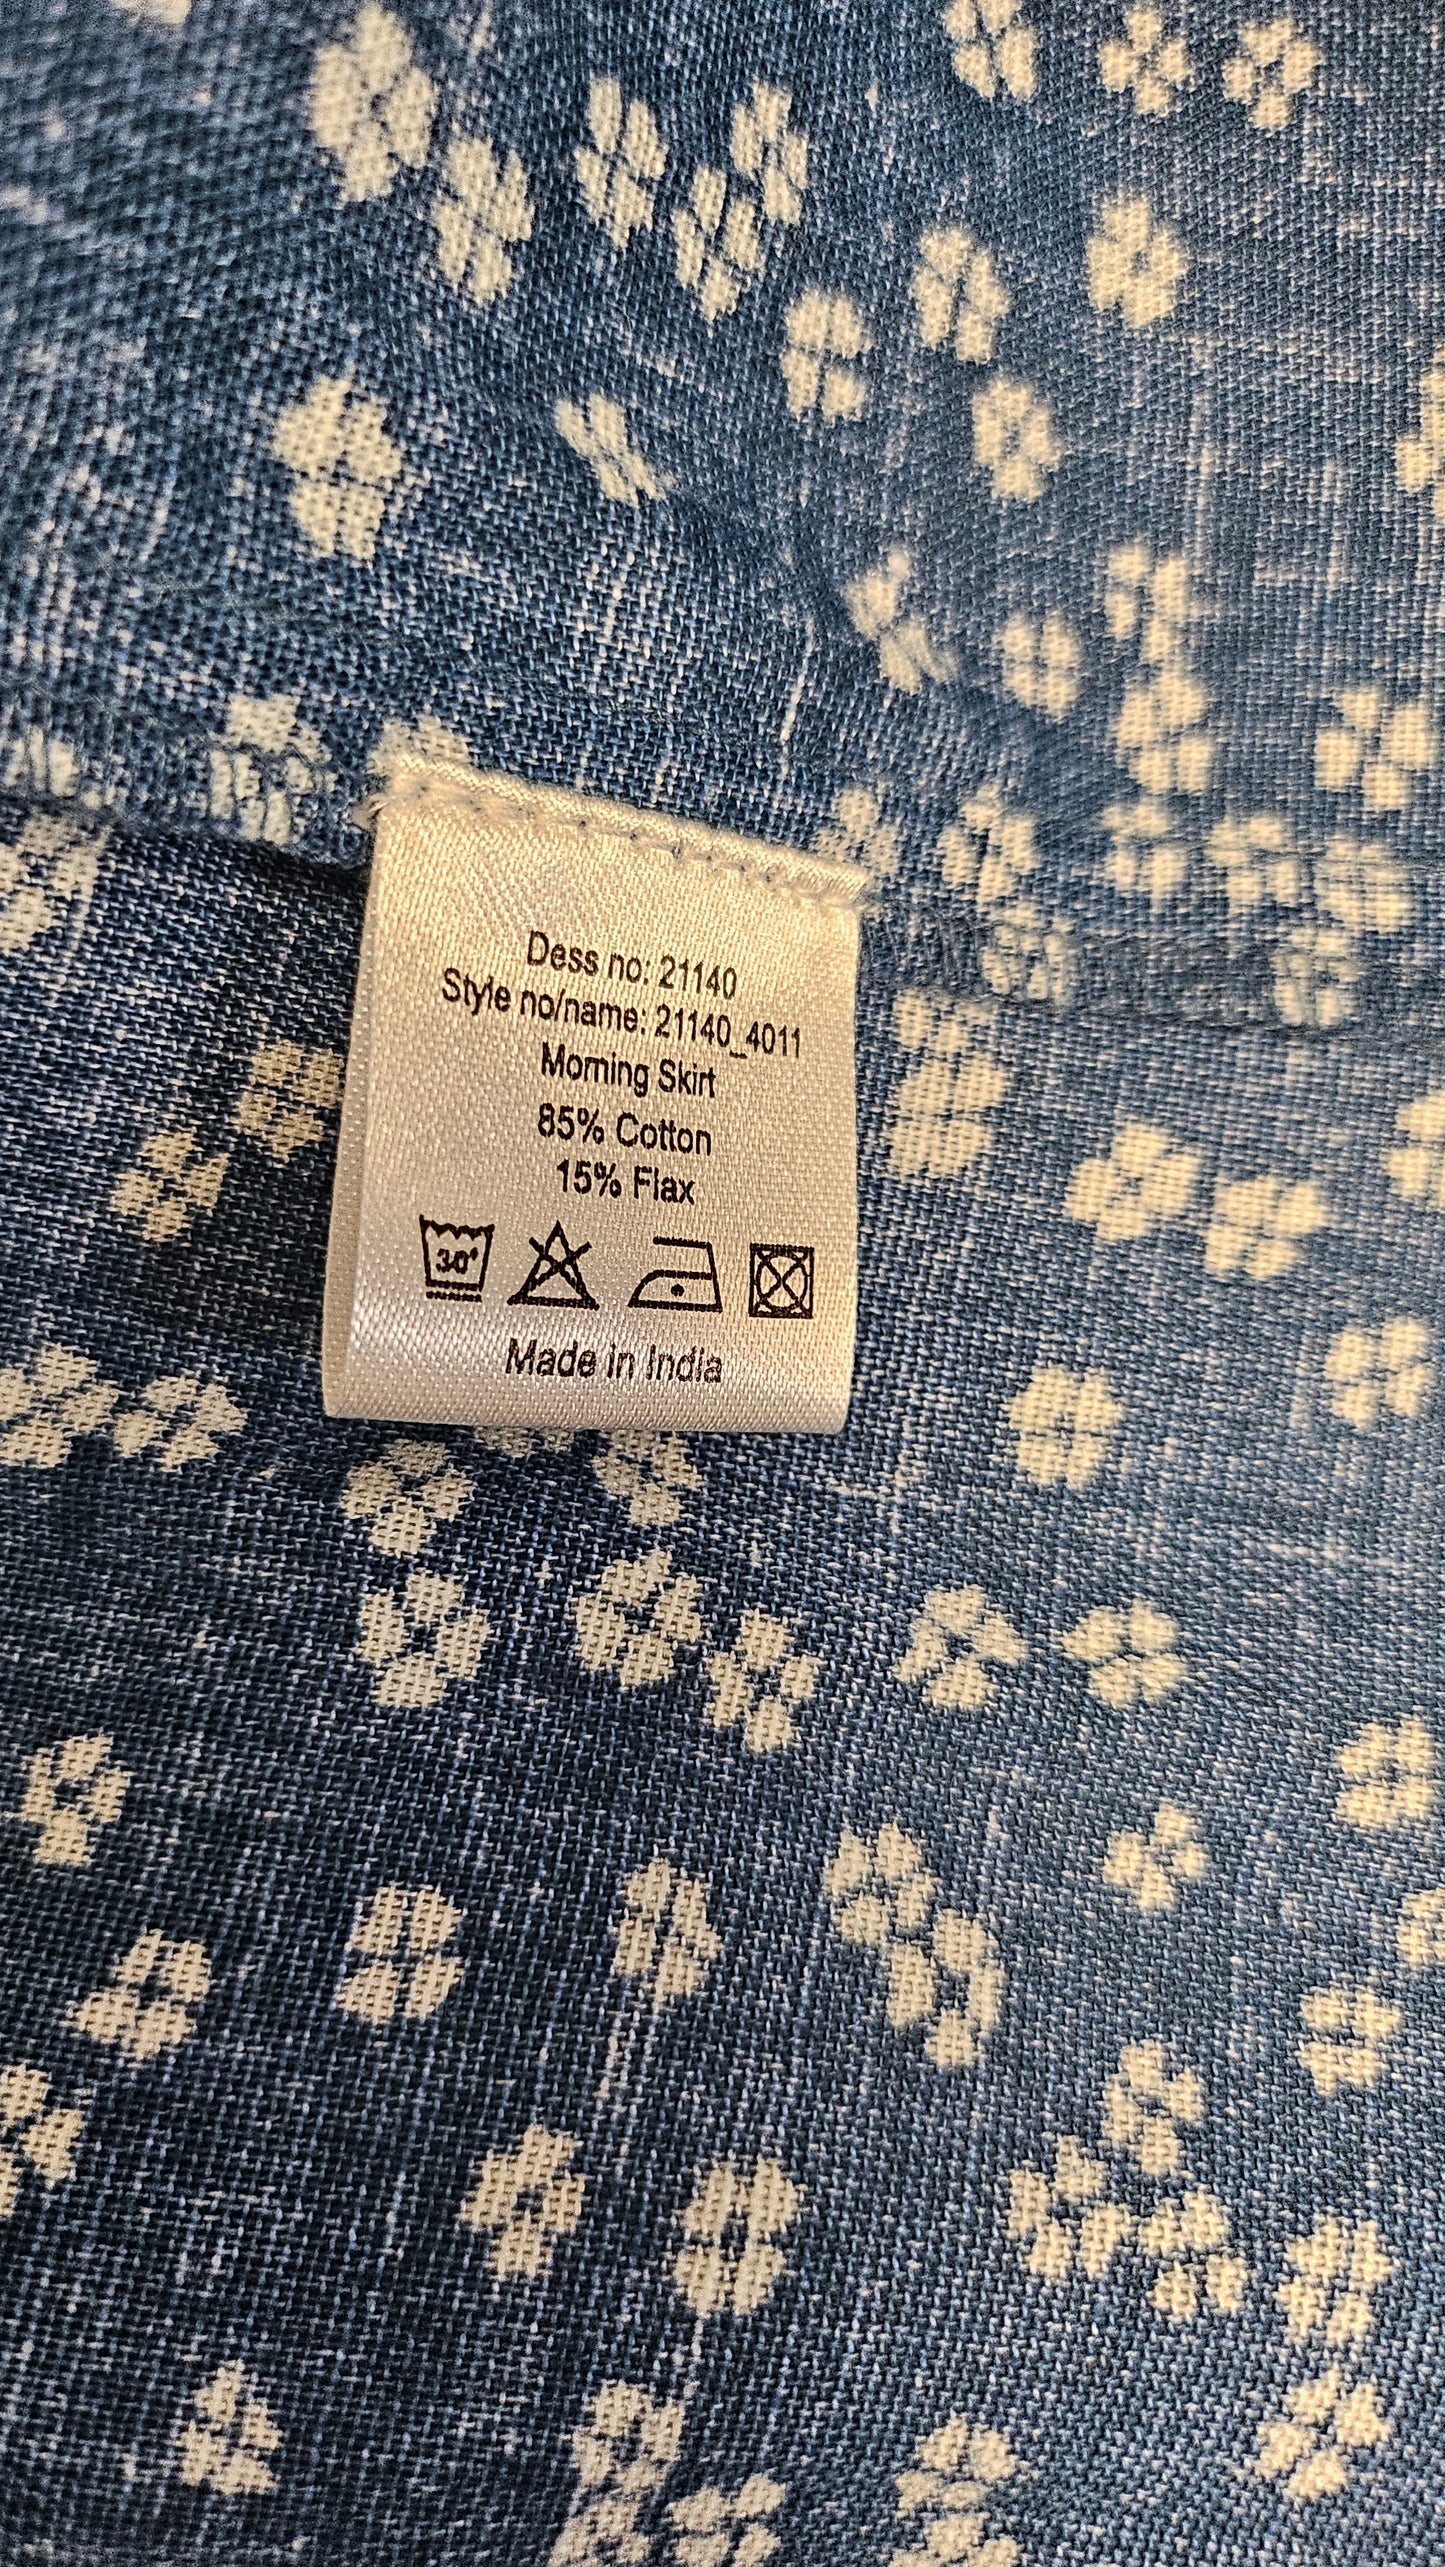 Dess no: 21140
Style no/name: 21140_4011
Morning Skirt
85% Cotton
15% Flax
30°
Made in India